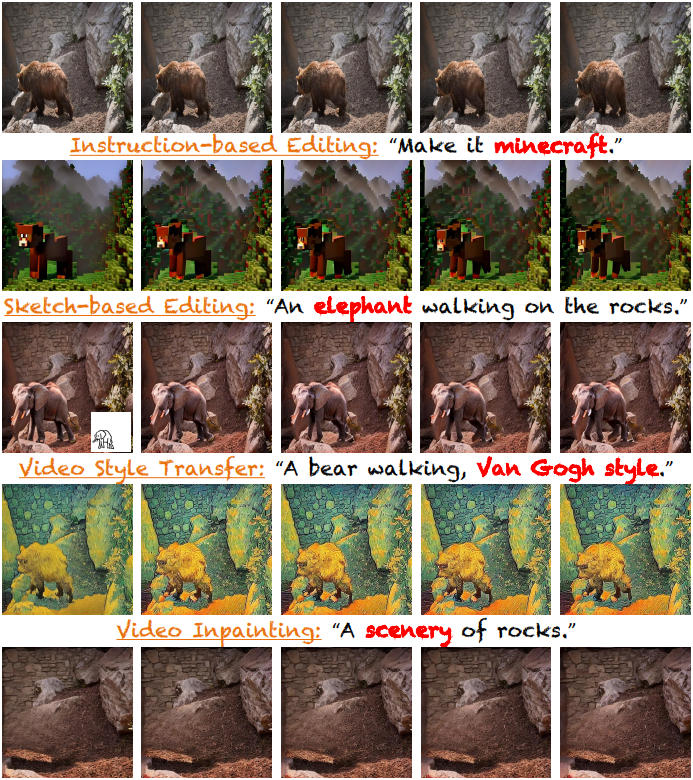 Instruction-based Editing: “Make it minecraft.”
Sketch-based Editing: “An elephant walking on the rocks.”
Video Style Transfer: “A bear walking, Van Gogh style.”
Video Inpainting: “A scenery of rocks.”